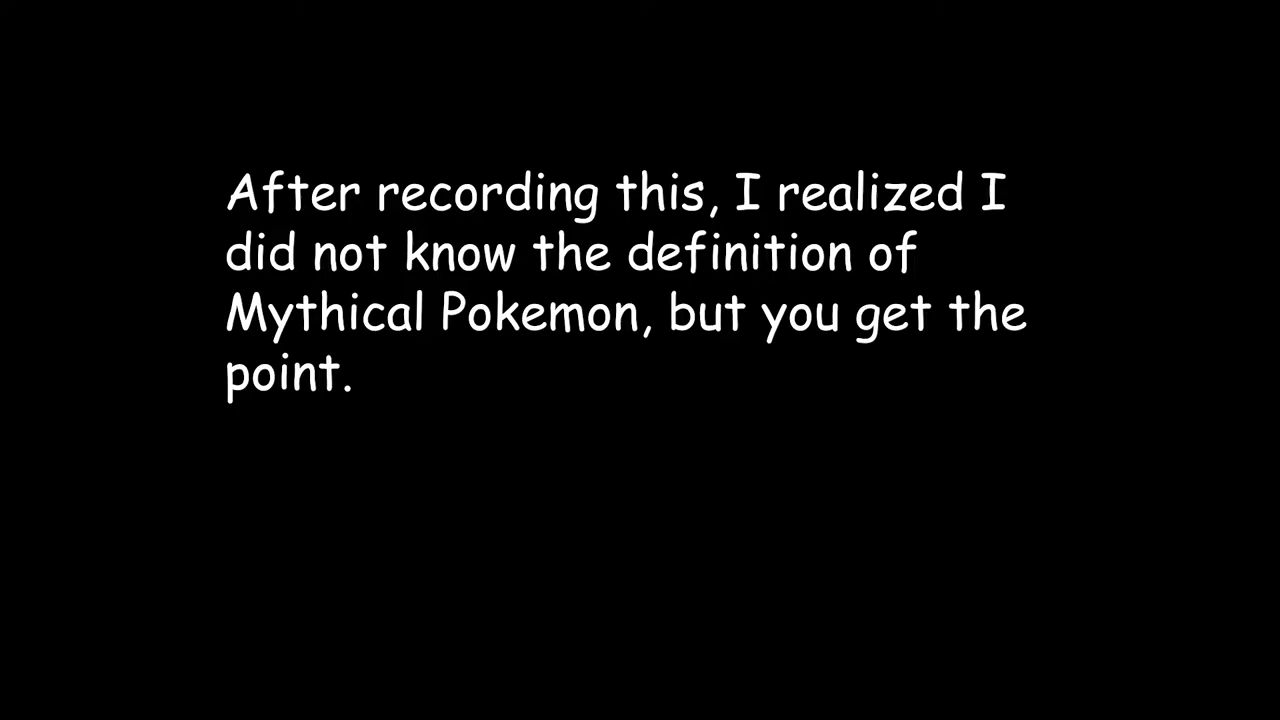 After recording this, I realized I
did not know the definition of
Mythical Pokemon, but you get the
point.